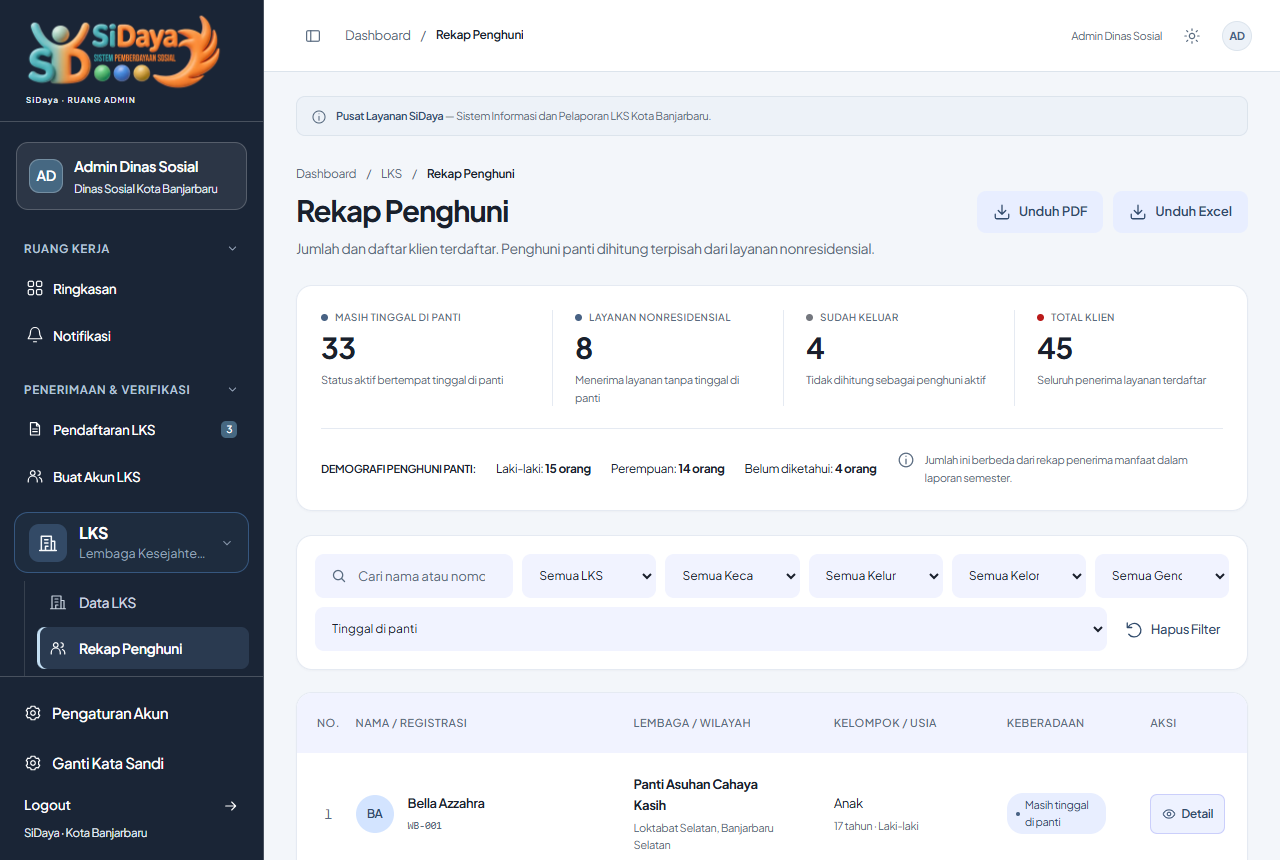 SiDaya
SISTEM PEMBERDAYAAN SOSIAL
SiDaya · RUANG ADMIN
AD
Admin Dinas Sosial
Dinas Sosial Kota Banjarbaru
RUANG KERJA
Ringkasan
Notifikasi
PENERIMAAN & VERIFIKASI
Pendaftaran LKS 3
Buat Akun LKS
LKS
Lembaga Kesejahte...
Data LKS
Rekap Penghuni
Pengaturan Akun
Ganti Kata Sandi
Logout →
SiDaya · Kota Banjarbaru
Dashboard / Rekap Penghuni
Admin Dinas Sosial AD
Pusat Layanan SiDaya — Sistem Informasi dan Pelaporan LKS Kota Banjarbaru.
Dashboard / LKS / Rekap Penghuni
Rekap Penghuni
Unduh PDF Unduh Excel
Jumlah dan daftar klien terdaftar. Penghuni panti dihitung terpisah dari layanan nonresidensial.
MASIH TINGGAL DI PANTI
33
Status aktif bertempat tinggal di panti
LAYANAN NONRESIDENSIAL
8
Menerima layanan tanpa tinggal di
panti
SUDAH KELUAR
4
Tidak dihitung sebagai penghuni aktif
TOTAL KLIEN
45
Seluruh penerima layanan terdaftar
DEMOGRAFI PENGHUNI PANTI: Laki-laki: 15 orang Perempuan: 14 orang Belum diketahui: 4 orang
Jumlah ini berbeda dari rekap penerima manfaat dalam
laporan semester.
Cari nama atau nomo Semua LKS Semua Keca Semua Kelur Semua Kelor Semua Genc
Tinggal di panti Hapus Filter
NO. NAMA / REGISTRASI LEMBAGA / WILAYAH KELOMPOK / USIA KEBERADAAN AKSI
1 BA
Bella Azzahra
WB-001
Panti Asuhan Cahaya
Kasih
Loktabat Selatan, Banjarbaru
Selatan
Anak
17 tahun · Laki-laki
Masih tinggal
di panti
Detail